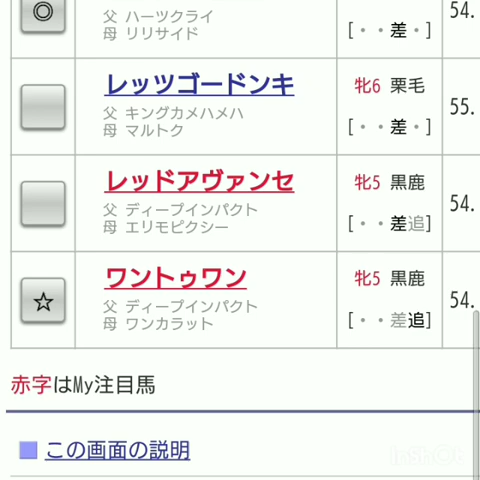 ◎
父 ハーツクライ
母 リリサイド
[・・差・]
54.
レッツゴードンキ
父 キングカメハメハ
母 マルトク
牝6 栗毛
[・・差・]
55.
レッドアヴァンセ
父 ディープインパクト
母 エリモピクシー
牝5 黒鹿
[・・差追]
54.
☆
ワントゥワン
父 ディープインパクト
母 ワンカラット
牝5 黒鹿
[・・差追]
54.
赤字はMy注目馬
この画面の説明
InShOt